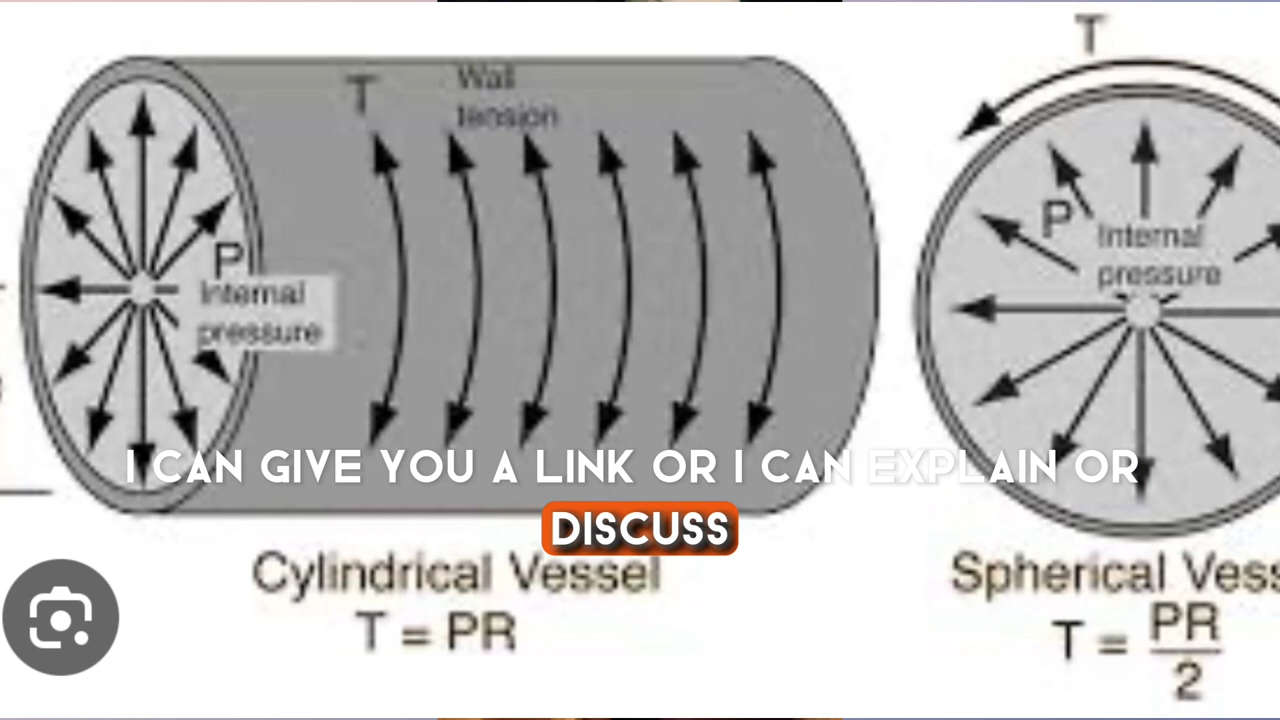 T
Wall
tension
P
Internal
pressure
Cylindrical Vessel
T = PR
T
P
Internal
pressure
Spherical Vess
T = PR
2
I CAN GIVE YOU A LINK OR I CAN EXPLAIN OR
DISCUSS